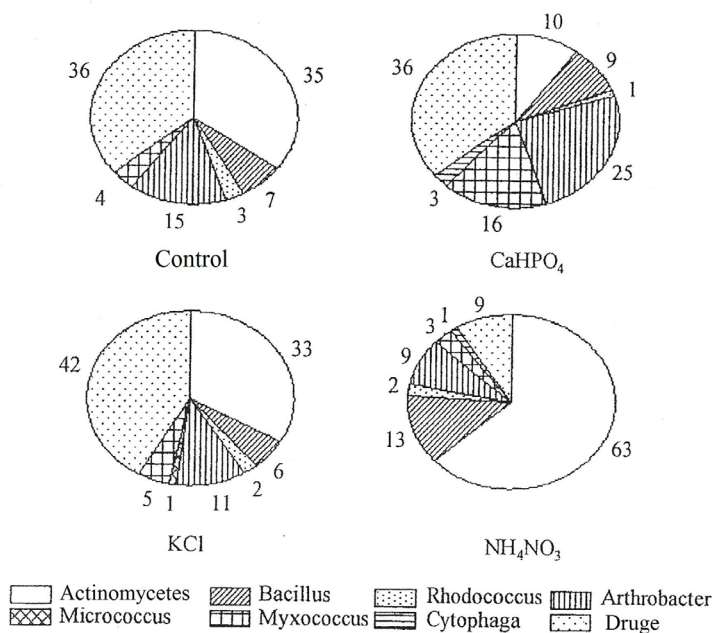 10
36 35
36 9
1
25
4 15 3 7
3 16
Control
CaHPO₄
42 33
1 9
3
9
2
13 63
5 1 11 2 6
KCl
NH₄NO₃
Actinomycetes Bacillus Rhodococcus Arthrobacter
Micrococcus Myxococcus Cytophaga Druge